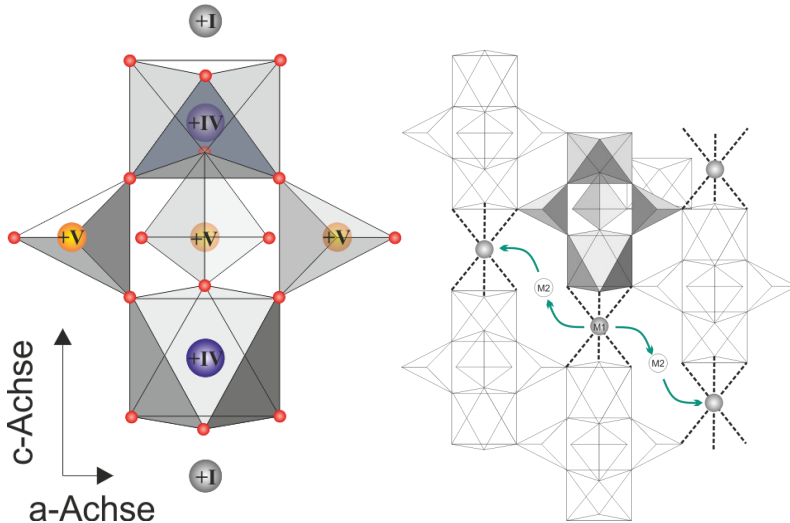 +I
+IV
+V +V +V
+IV
+I
c-Achse
a-Achse
M2
M1
M2